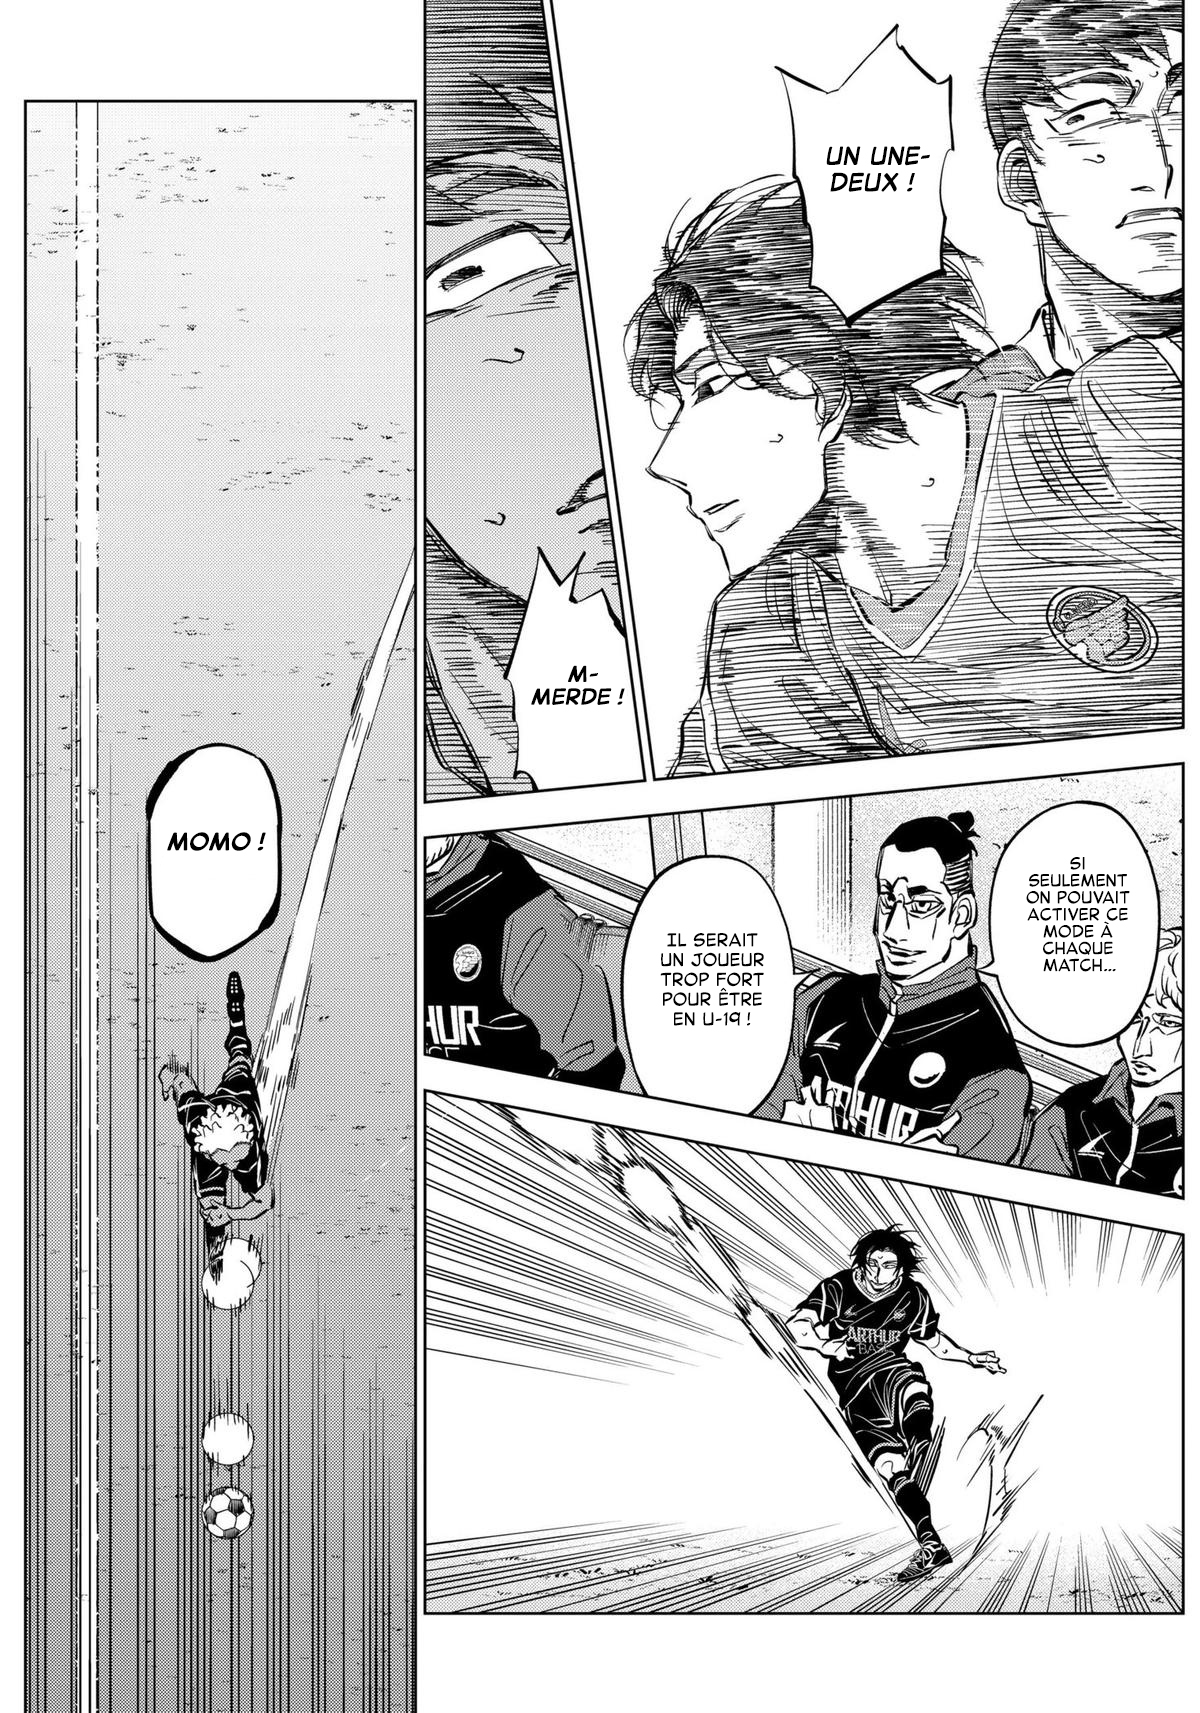 UN UNE-
DEUX !
M-
MERDE !
SI
SEULEMENT
ON POUVAIT
ACTIVER CE
MODE À
CHAQUE
MATCH...
IL SERAIT
UN JOUEUR
TROP FORT
POUR ÊTRE
EN U-19 !
ARTHUR
ARTHUR
BASE
MOMO !